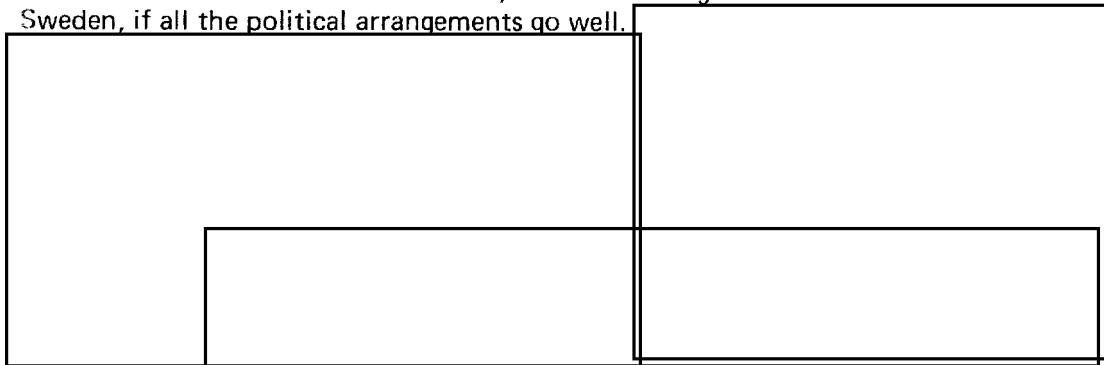 Sweden, if all the political arrangements go well.